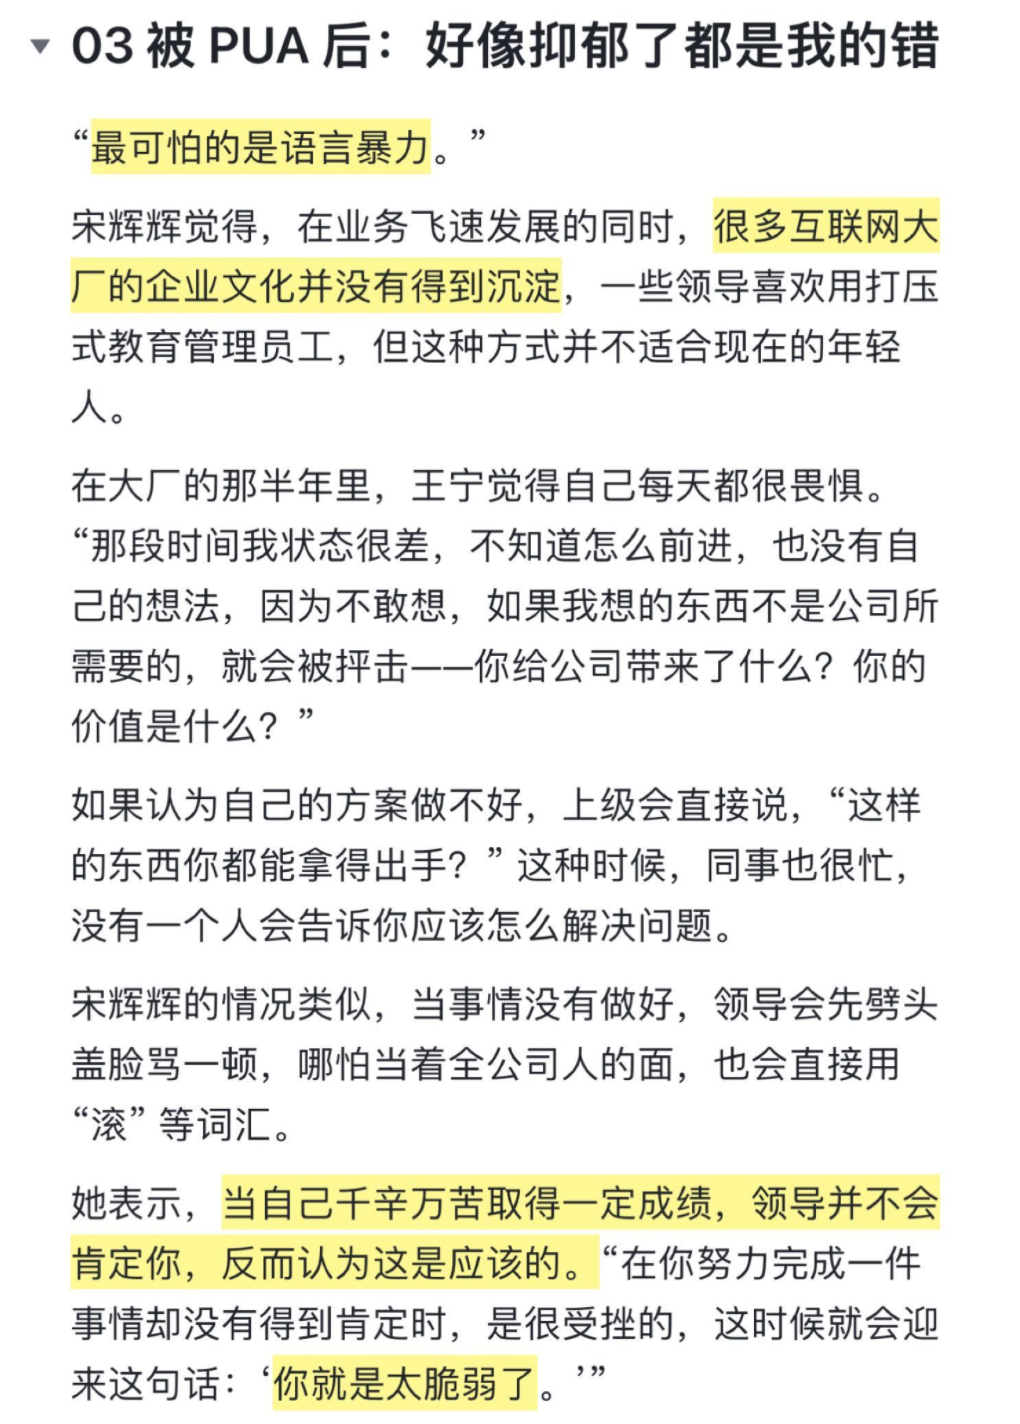 03 被 PUA 后：好像抑郁了都是我的错
“最可怕的是语言暴力。”
宋辉辉觉得，在业务飞速发展的同时，很多互联网大
厂的企业文化并没有得到沉淀，一些领导喜欢用打压
式教育管理员工，但这种方式并不适合现在的年轻
人。
在大厂的那半年里，王宁觉得自己每天都很畏惧。
“那段时间我状态很差，不知道怎么前进，也没有自
己的想法，因为不敢想，如果我想的东西不是公司所
需要的，就会被抨击——你给公司带来了什么？你的
价值是什么？”
如果认为自己的方案做不好，上级会直接说，“这样
的东西你都能拿得出手？”这种时候，同事也很忙，
没有一个人会告诉你应该怎么解决问题。
宋辉辉的情况类似，当事情没有做好，领导会先劈头
盖脸骂一顿，哪怕当着全公司人的面，也会直接用
“滚”等词汇。
她表示，当自己千辛万苦取得一定成绩，领导并不会
肯定你，反而认为这是应该的。“在你努力完成一件
事情却没有得到肯定时，是很受挫的，这时候就会迎
来这句话：‘你就是太脆弱了。’”